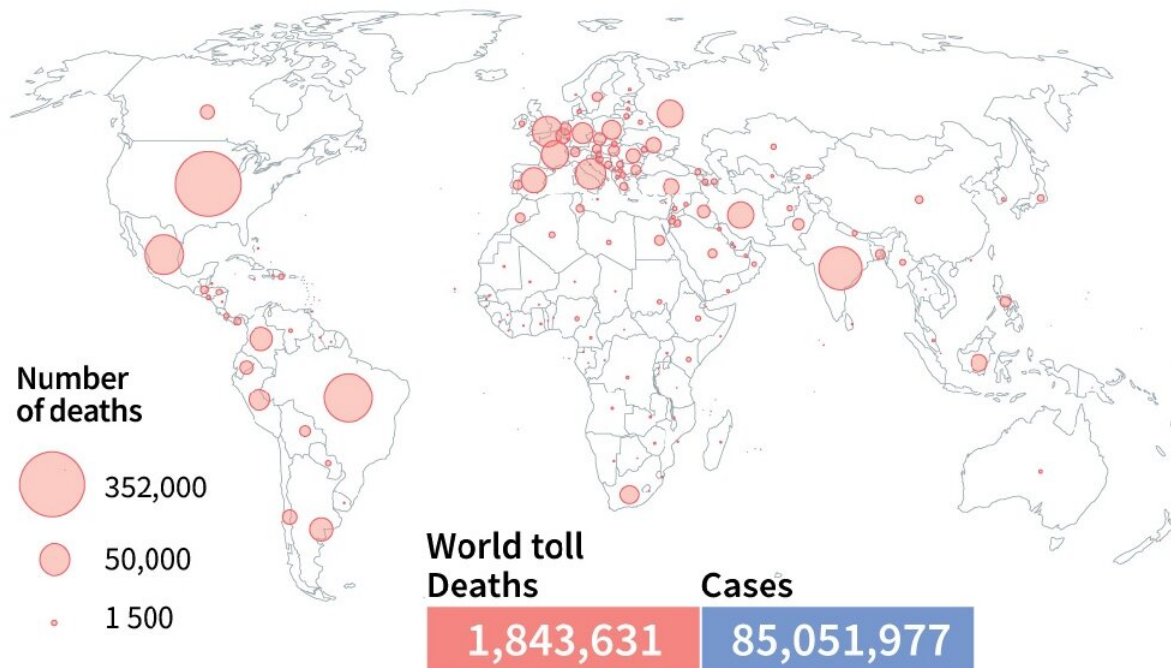 Number
of deaths
352,000
50,000
1 500
World toll
Deaths
Cases
1,843,631
85,051,977